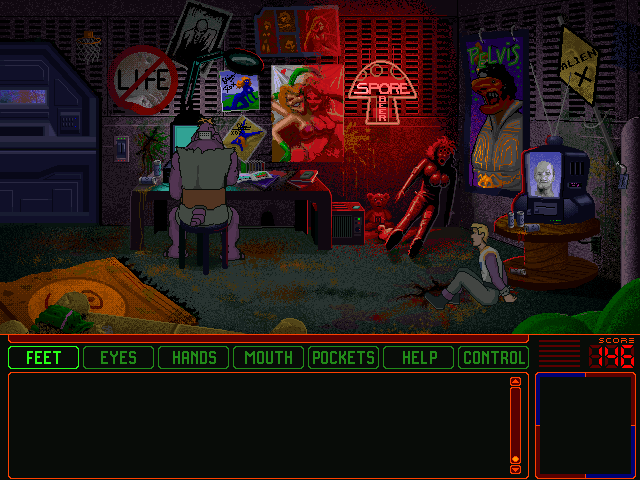 LIFE
PELVIS
ALIEN
X
SPORE
BEER
SCORE
146
FEET
EYES
HANDS
MOUTH
POCKETS
HELP
CONTROL